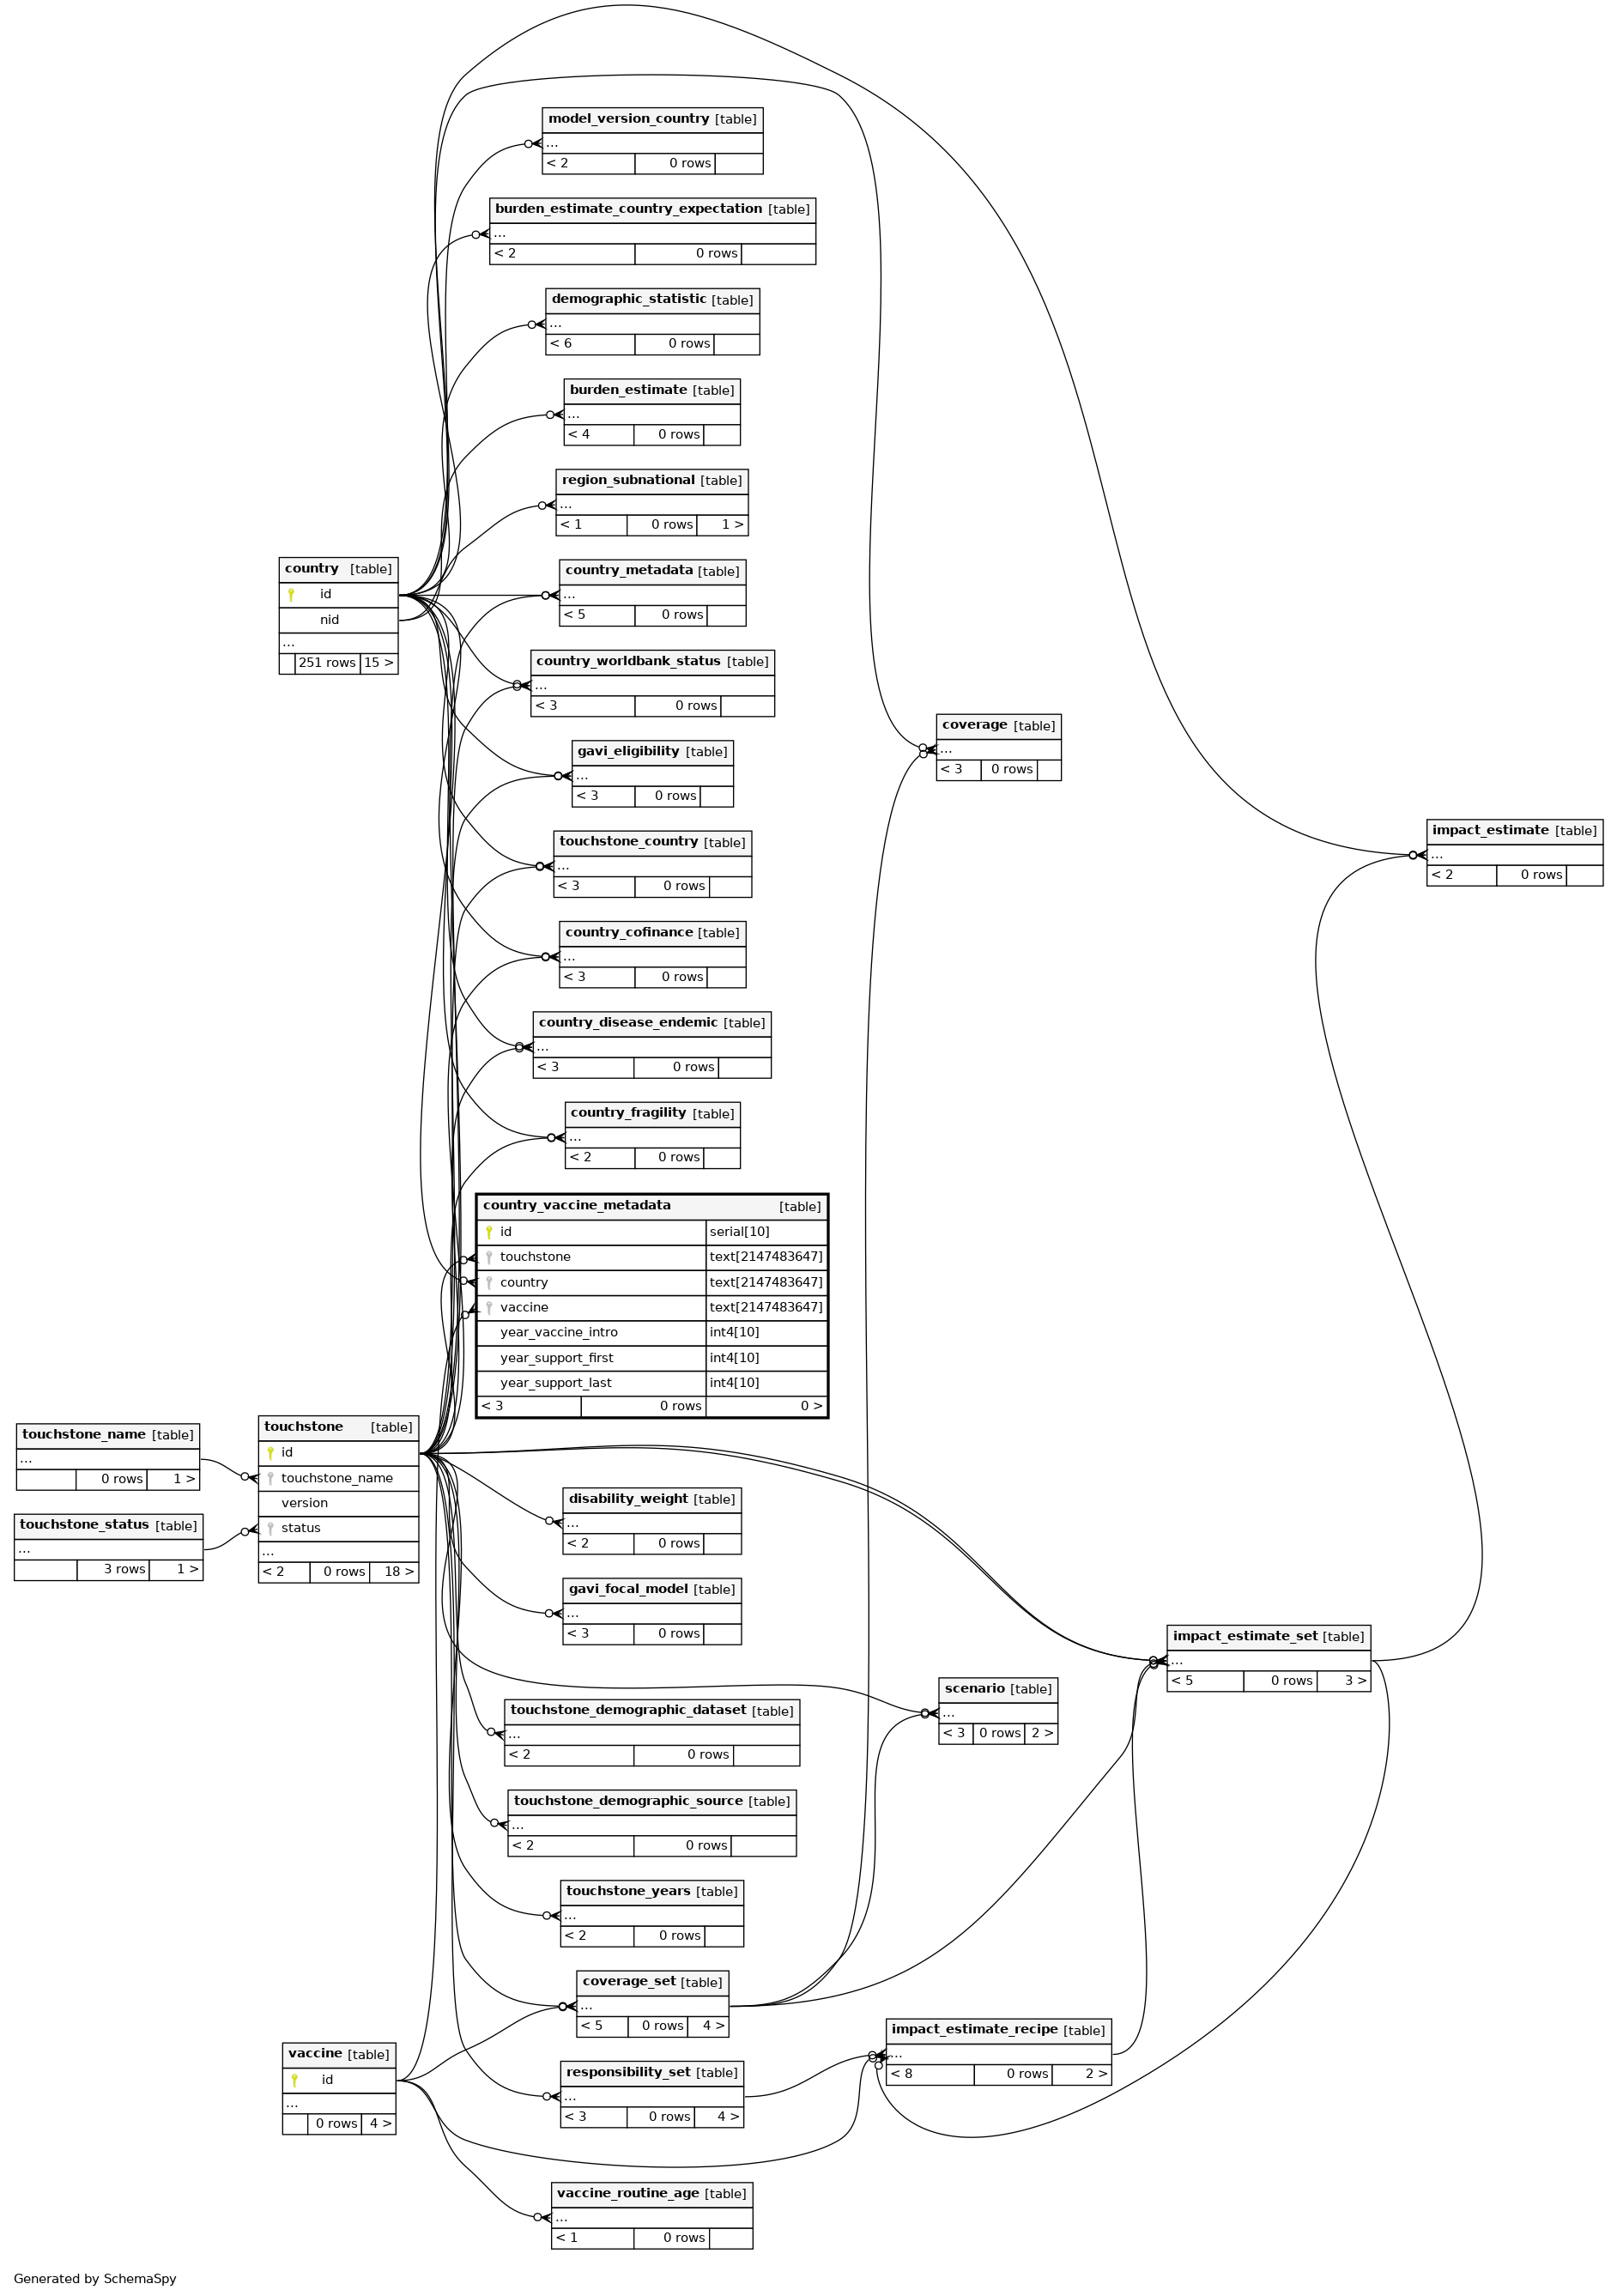 model_version_country [table]
...
< 2 0 rows
burden_estimate_country_expectation [table]
...
< 2 0 rows
demographic_statistic [table]
...
< 6 0 rows
burden_estimate [table]
...
< 4 0 rows
region_subnational [table]
...
< 1 0 rows 1 >
country [table]
id
nid
...
251 rows 15 >
country_metadata [table]
...
< 5 0 rows
country_worldbank_status [table]
...
< 3 0 rows
gavi_eligibility [table]
...
< 3 0 rows
coverage [table]
...
< 3 0 rows
touchstone_country [table]
...
< 3 0 rows
impact_estimate [table]
...
< 2 0 rows
country_cofinance [table]
...
< 3 0 rows
country_disease_endemic [table]
...
< 3 0 rows
country_fragility [table]
...
< 2 0 rows
country_vaccine_metadata [table]
id serial[10]
touchstone text[2147483647]
country text[2147483647]
vaccine text[2147483647]
year_vaccine_intro int4[10]
year_support_first int4[10]
year_support_last int4[10]
< 3 0 rows 0 >
touchstone_name [table]
...
0 rows 1 >
touchstone_status [table]
...
3 rows 1 >
touchstone [table]
id
touchstone_name
version
status
...
< 2 0 rows 18 >
disability_weight [table]
...
< 2 0 rows
gavi_focal_model [table]
...
< 3 0 rows
impact_estimate_set [table]
...
< 5 0 rows 3 >
scenario [table]
...
< 3 0 rows 2 >
touchstone_demographic_dataset [table]
...
< 2 0 rows
touchstone_demographic_source [table]
...
< 2 0 rows
touchstone_years [table]
...
< 2 0 rows
coverage_set [table]
...
< 5 0 rows 4 >
impact_estimate_recipe [table]
...
< 8 0 rows 2 >
vaccine [table]
id
...
0 rows 4 >
responsibility_set [table]
...
< 3 0 rows 4 >
vaccine_routine_age [table]
...
< 1 0 rows
Generated by SchemaSpy